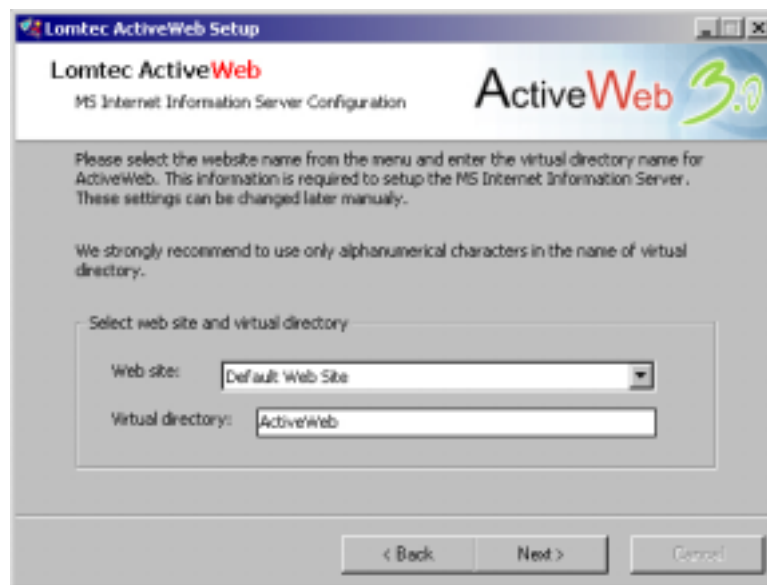 Lomtec ActiveWeb Setup
Lomtec ActiveWeb
MS Internet Information Server Configuration
ActiveWeb 3.0
Please select the website name from the menu and enter the virtual directory name for
ActiveWeb. This information is required to setup the MS Internet Information Server.
These settings can be changed later manualy.
We strongly recommend to use only alphanumerical characters in the name of virtual
directory.
Select web site and virtual directory
Web site:
Default Web Site
Virtual directory:
ActiveWeb
< Back
Next >
Cancel